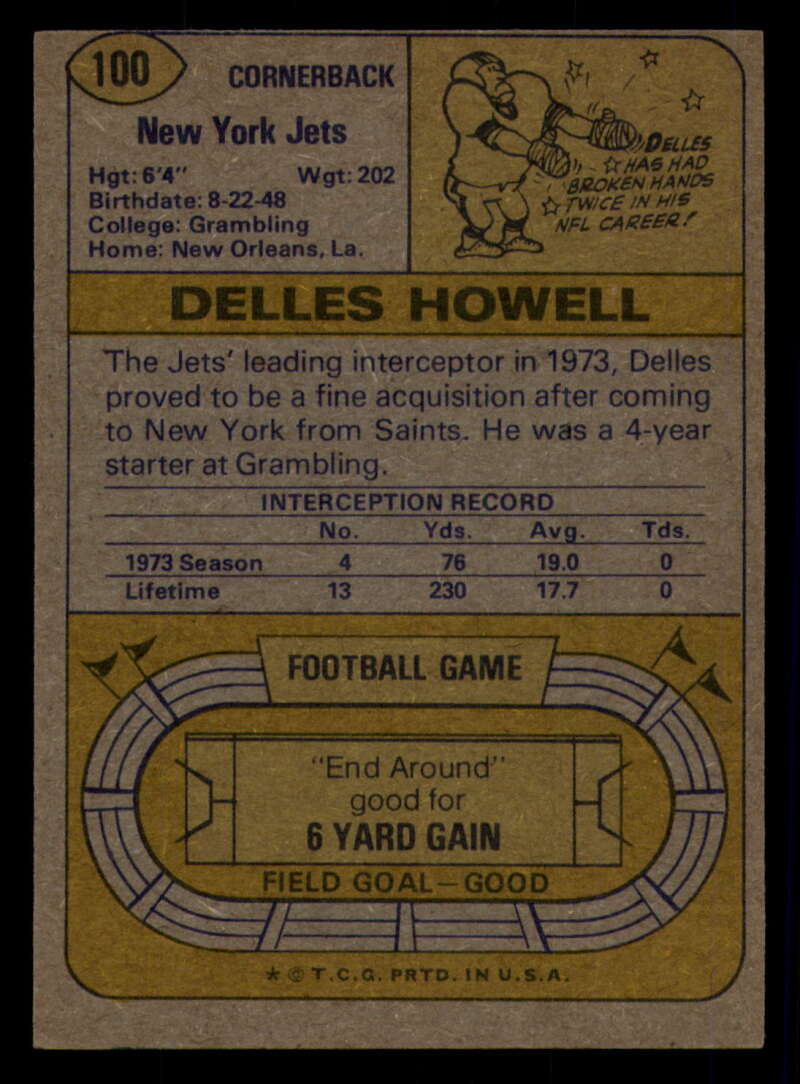 100
CORNERBACK
New York Jets
Hgt: 6'4" Wgt: 202
Birthdate: 8-22-48
College: Grambling
Home: New Orleans, La.
DELLES
HAS HAD
BROKEN HANDS
TWICE IN HIS
NFL CAREER!
DELLES HOWELL
The Jets' leading interceptor in 1973, Delles
proved to be a fine acquisition after coming
to New York from Saints. He was a 4-year
starter at Grambling.
INTERCEPTION RECORD
No. Yds. Avg. Tds.
1973 Season 4 76 19.0 0
Lifetime 13 230 17.7 0
FOOTBALL GAME
"End Around"
good for
6 YARD GAIN
FIELD GOAL—GOOD
* © T.C.G. PRTD. IN U.S.A.